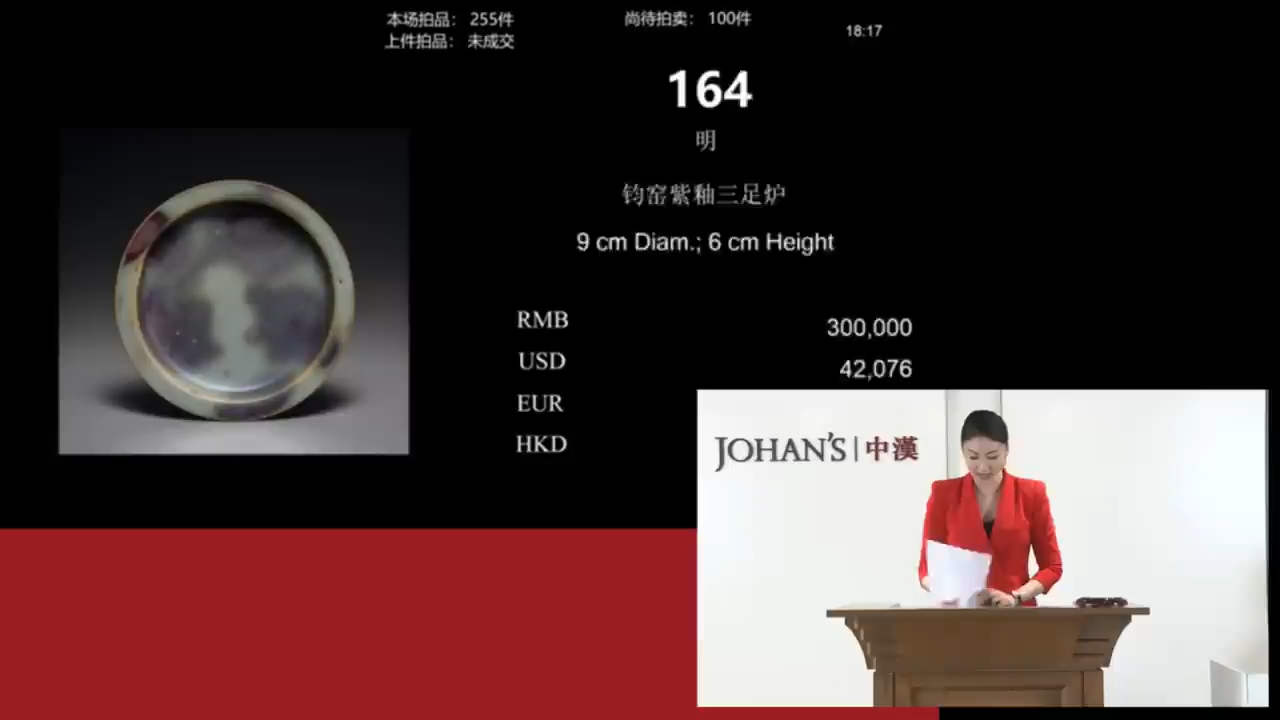 本场拍品： 255件
上件拍品： 未成交
尚待拍卖： 100件
18:17
164
明
钧窑紫釉三足炉
9 cm Diam.; 6 cm Height
RMB 300,000
USD 42,076
EUR
HKD
JOHAN'S | 中漢